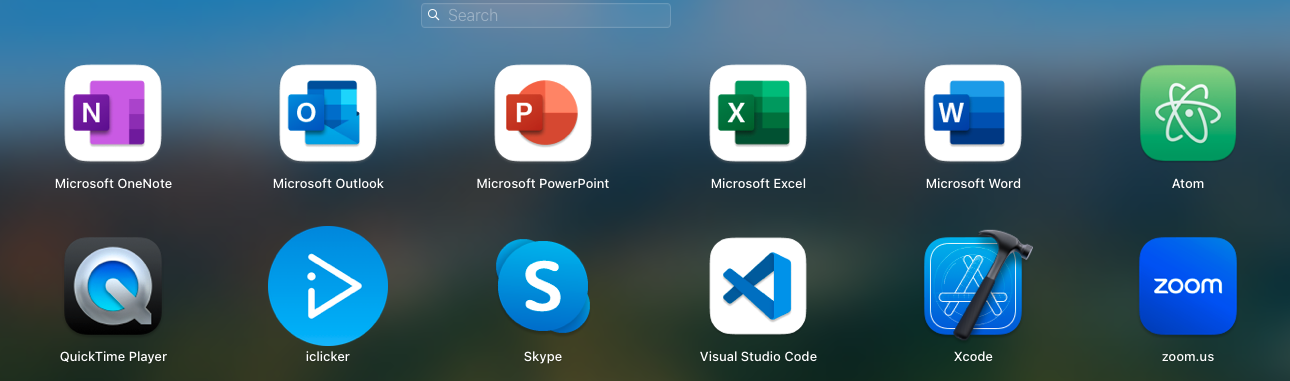 Search
N
O
P
X
W
Microsoft OneNote
Microsoft Outlook
Microsoft PowerPoint
Microsoft Excel
Microsoft Word
Atom
S
zoom
QuickTime Player
iclicker
Skype
Visual Studio Code
Xcode
zoom.us